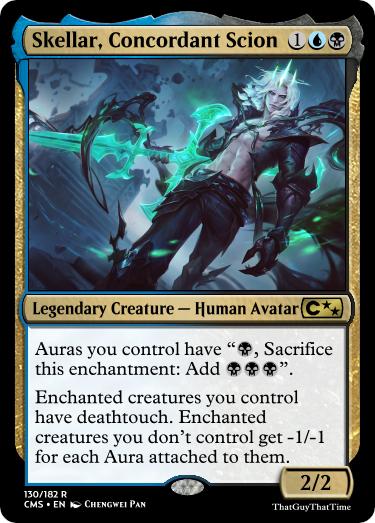 Skellar, Concordant Scion 1
Legendary Creature — Human Avatar C
Auras you control have “, Sacrifice
this enchantment: Add ”.
Enchanted creatures you control
have deathtouch. Enchanted
creatures you don’t control get -1/-1
for each Aura attached to them.
2/2
130/182 R
CMS • EN Chengwei Pan
ThatGuyThatTime